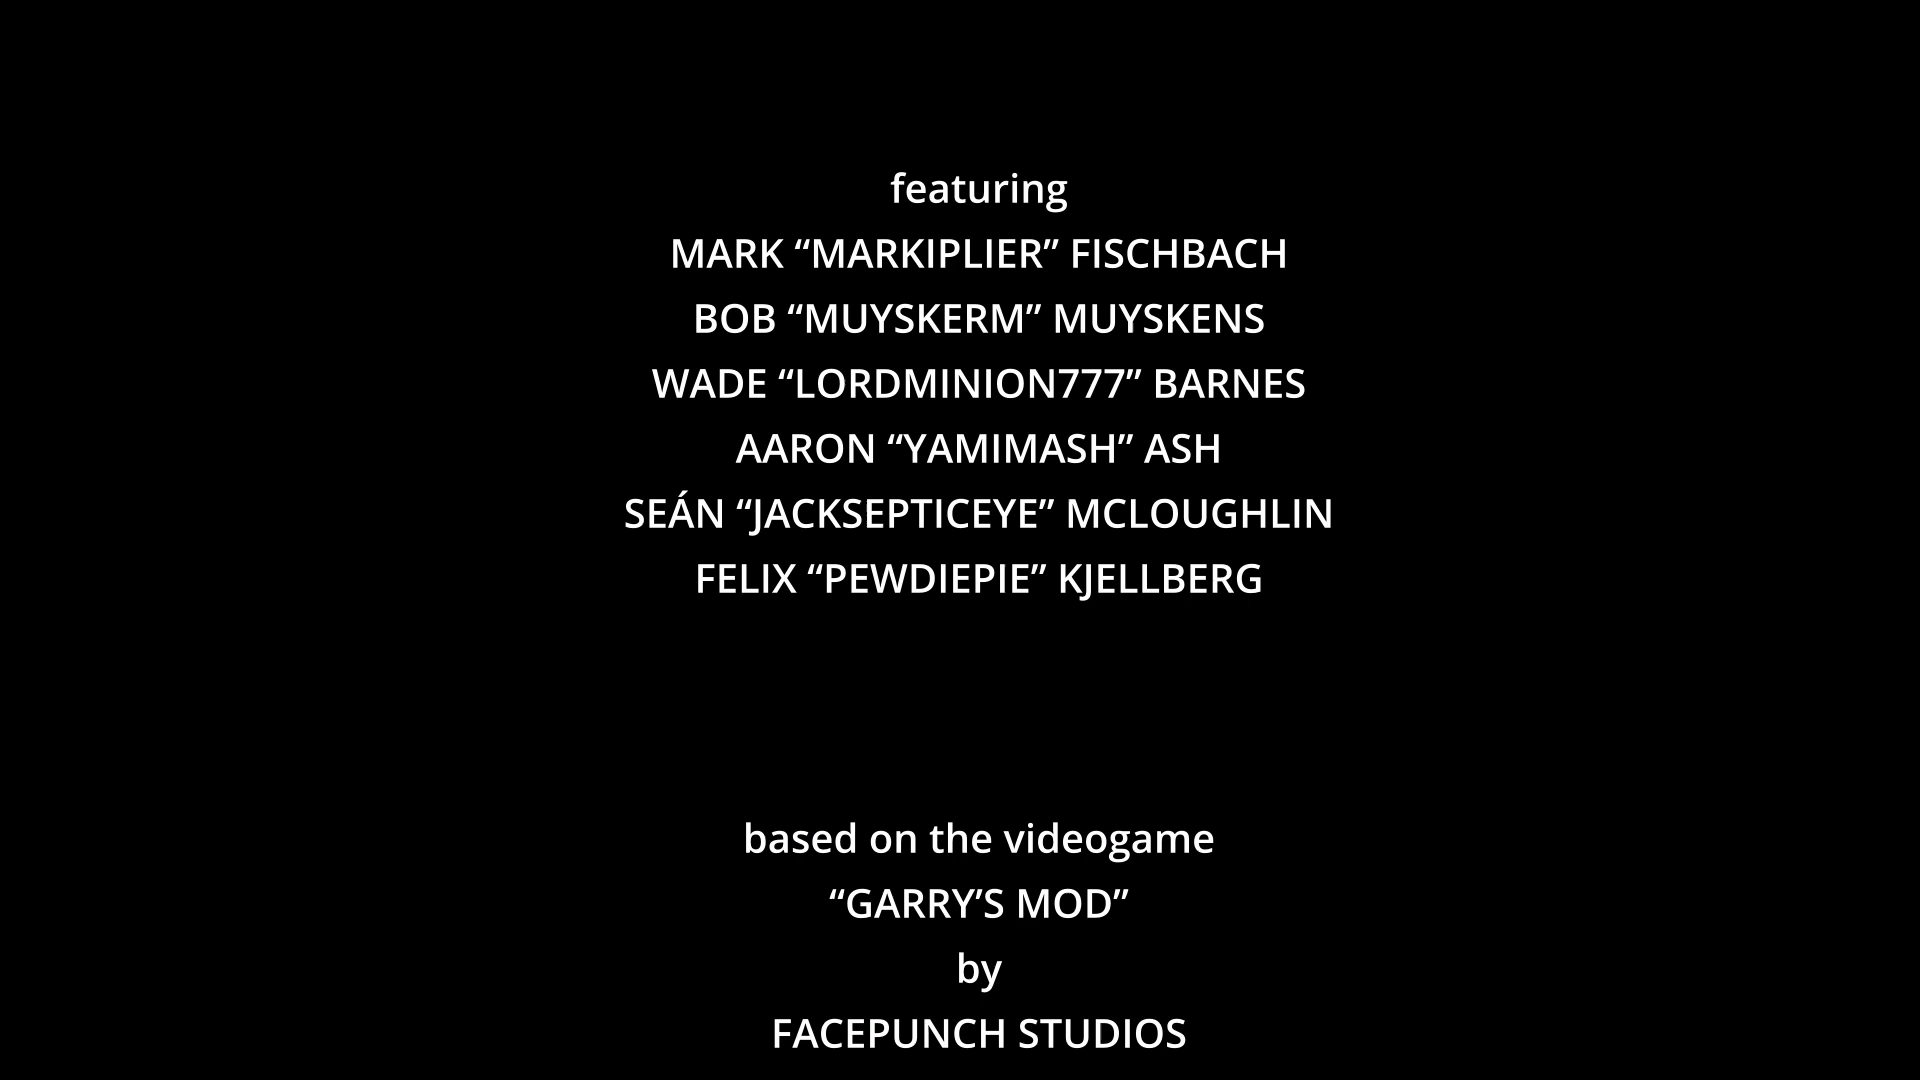 featuring
MARK “MARKIPLIER” FISCHBACH
BOB “MUYSKERM” MUYSKENS
WADE “LORDMINION777” BARNES
AARON “YAMIMASH” ASH
SEÁN “JACKSEPTICEYE” MCLOUGHLIN
FELIX “PEWDIEPIE” KJELLBERG
based on the videogame
“GARRY’S MOD”
by
FACEPUNCH STUDIOS